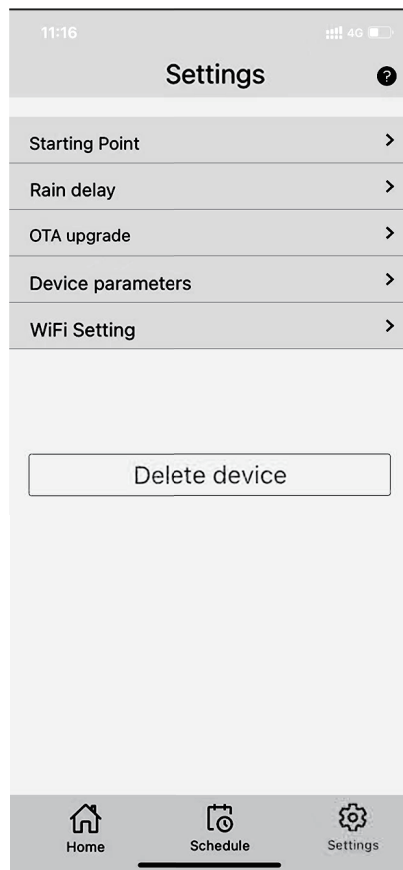 11:16 4G
Settings ?
Starting Point
Rain delay
OTA upgrade
Device parameters
WiFi Setting
Delete device
Home Schedule Settings